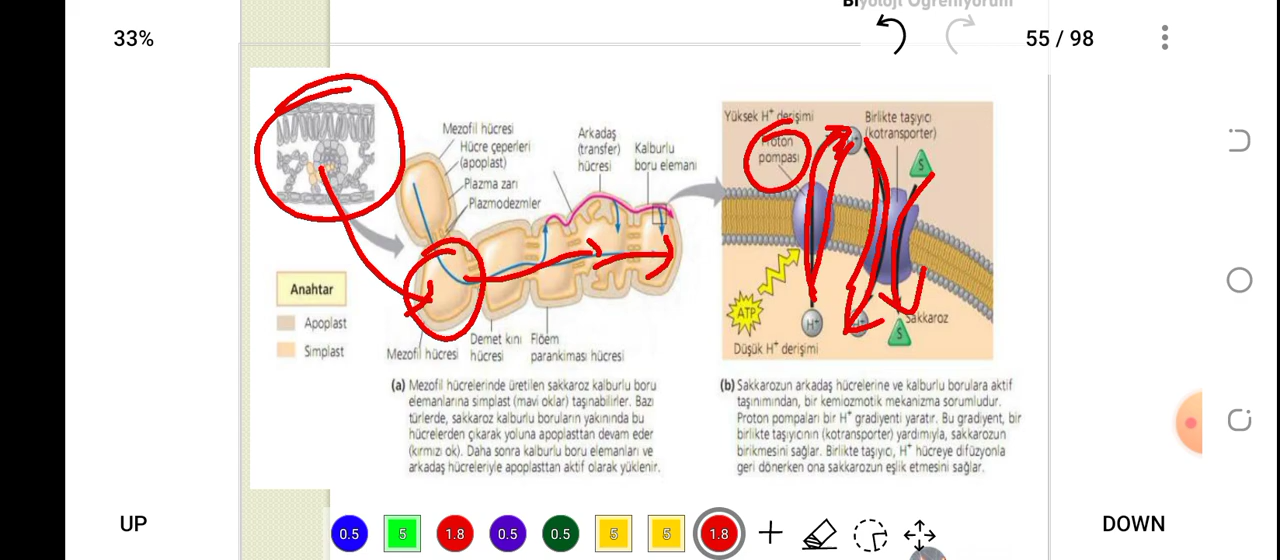 Biyoloji Öğreniyorum
33%
55 / 98
Yüksek H⁺ derişimi
Birlikte taşıyıcı
(kotransporter)
Proton
pompası
H⁺
S
Mezofil hücresi
Hücre çeperleri
(apoplast)
Plazma zarı
Plazmodezmler
Arkadaş
(transfer)
hücresi
Kalburlu
boru elemanı
Anahtar
Apoplast
Simplast
Mezofil hücresi
Demet kını
hücresi
Flöem
parankiması hücresi
ATP
H⁺
H⁺
S
Sakkaroz
Düşük H⁺ derişimi
(a) Mezofil hücrelerinde üretilen sakkaroz kalburlu boru
elemanlarına simplast (mavi oklar) taşınabilirler. Bazı
türlerde, sakkaroz kalburlu boruların yakınında bu
hücrelerden çıkarak yoluna apoplasttan devam eder
(kırmızı ok). Daha sonra kalburlu boru elemanları ve
arkadaş hücreleriyle apoplasttan aktif olarak yüklenir.
(b) Sakkarozun arkadaş hücrelerine ve kalburlu borulara aktif
taşınımından, bir kemiozmotik mekanizma sorumludur.
Proton pompaları bir H⁺ gradiyenti yaratır. Bu gradiyent, bir
birlikte taşıyıcının (kotransporter) yardımıyla, sakkarozun
birikmesini sağlar. Birlikte taşıyıcı, H⁺ hücreye difüzyonla
geri dönerken ona sakkarozun eşlik etmesini sağlar.
UP
0.5
5
1.8
0.5
0.5
5
5
1.8
DOWN